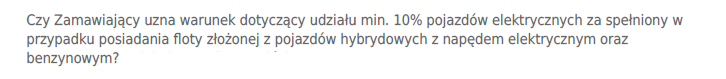 Czy Zamawiający uzna warunek dotyczący udziału min. 10% pojazdów elektrycznych za spełniony w
przypadku posiadania floty złożonej z pojazdów hybrydowych z napędem elektrycznym oraz
benzynowym?